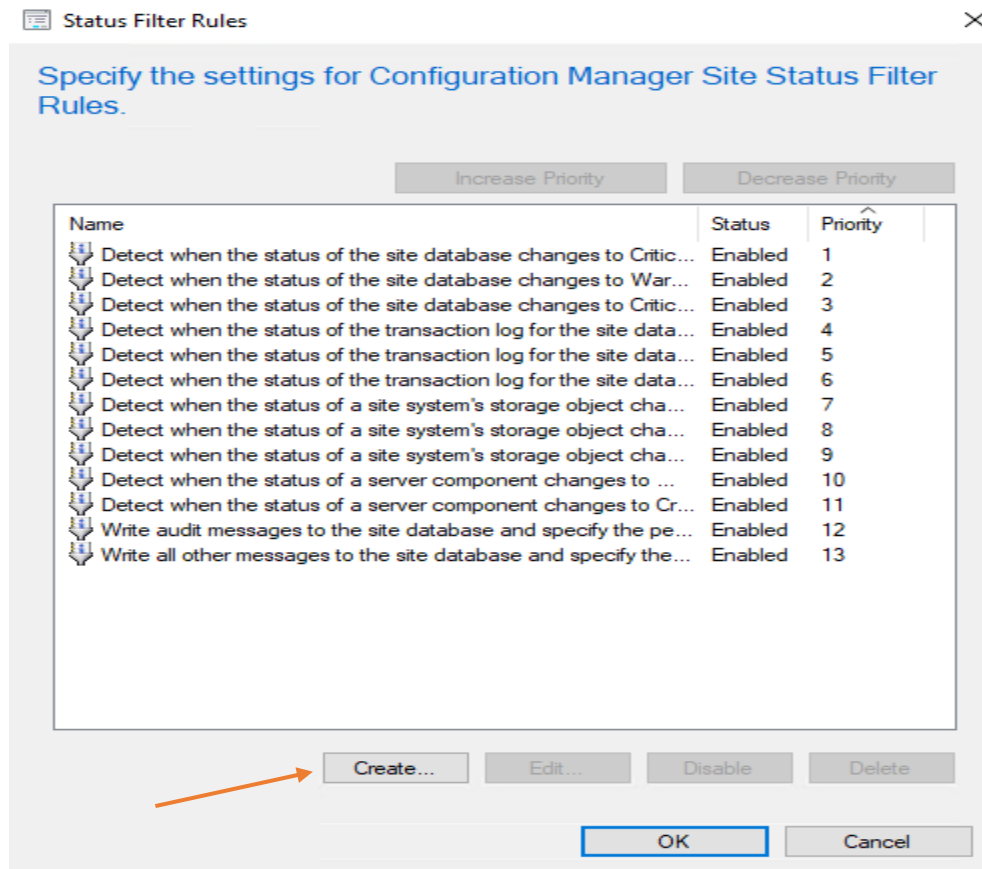 Status Filter Rules
Specify the settings for Configuration Manager Site Status Filter
Rules.
Increase Priority Decrease Priority
Name Status Priority
Detect when the status of the site database changes to Critic... Enabled 1
Detect when the status of the site database changes to War... Enabled 2
Detect when the status of the site database changes to Critic... Enabled 3
Detect when the status of the transaction log for the site data... Enabled 4
Detect when the status of the transaction log for the site data... Enabled 5
Detect when the status of the transaction log for the site data... Enabled 6
Detect when the status of a site system's storage object cha... Enabled 7
Detect when the status of a site system's storage object cha... Enabled 8
Detect when the status of a site system's storage object cha... Enabled 9
Detect when the status of a server component changes to ... Enabled 10
Detect when the status of a server component changes to Cr... Enabled 11
Write audit messages to the site database and specify the pe... Enabled 12
Write all other messages to the site database and specify the... Enabled 13
Create... Edit... Disable Delete
OK Cancel